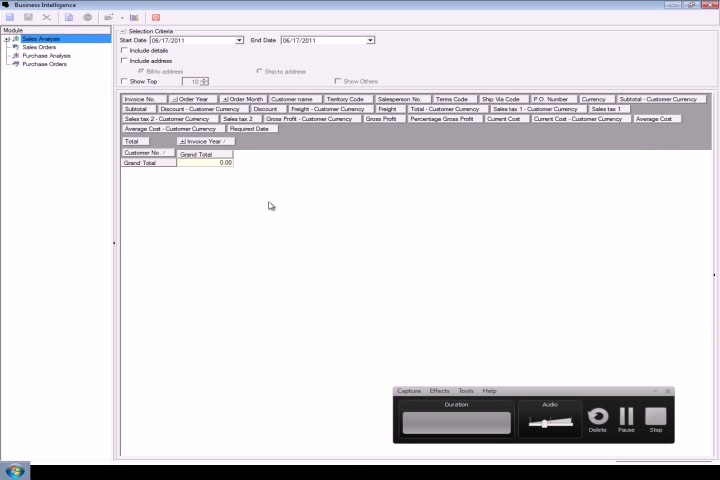 Business Intelligence
Module
Sales Analysis
Sales Orders
Purchase Analysis
Purchase Orders
Selection Criteria
Start Date 06/17/2011 End Date 06/17/2011
Include details
Include address
Bill-to address Ship-to address
Show Top 10 Show Others
Invoice No. Order Year Order Month Customer name Territory Code Salesperson No. Terms Code Ship Via Code P.O. Number Currency Subtotal - Customer Currency
Subtotal Discount - Customer Currency Discount Freight - Customer Currency Freight Total - Customer Currency Sales tax 1 - Customer Currency Sales tax 1
Sales tax 2 - Customer Currency Sales tax 2 Gross Profit - Customer Currency Gross Profit Percentage Gross Profit Current Cost Current Cost - Customer Currency Average Cost
Average Cost - Customer Currency Required Date
Total Invoice Year
Customer No. Grand Total
Grand Total 0.00
Capture Effects Tools Help
Duration Audio
Delete Pause Stop